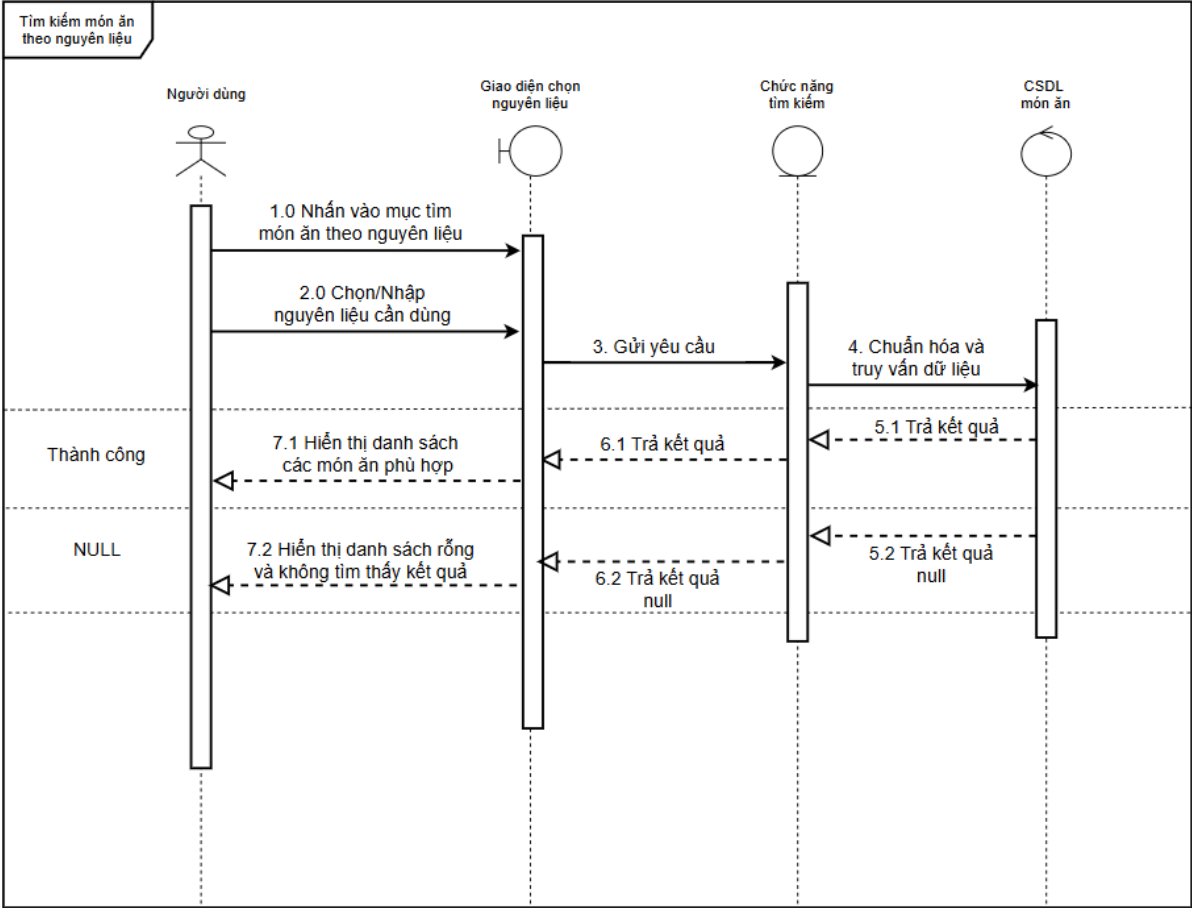 Tìm kiếm món ăn
theo nguyên liệu
Người dùng
Giao diện chọn
nguyên liệu
Chức năng
tìm kiếm
CSDL
món ăn
1.0 Nhấn vào mục tìm
món ăn theo nguyên liệu
2.0 Chọn/Nhập
nguyên liệu cần dùng
3. Gửi yêu cầu
4. Chuẩn hóa và
truy vấn dữ liệu
Thành công
5.1 Trả kết quả
6.1 Trả kết quả
7.1 Hiển thị danh sách
các món ăn phù hợp
NULL
5.2 Trả kết quả
null
6.2 Trả kết quả
null
7.2 Hiển thị danh sách rỗng
và không tìm thấy kết quả